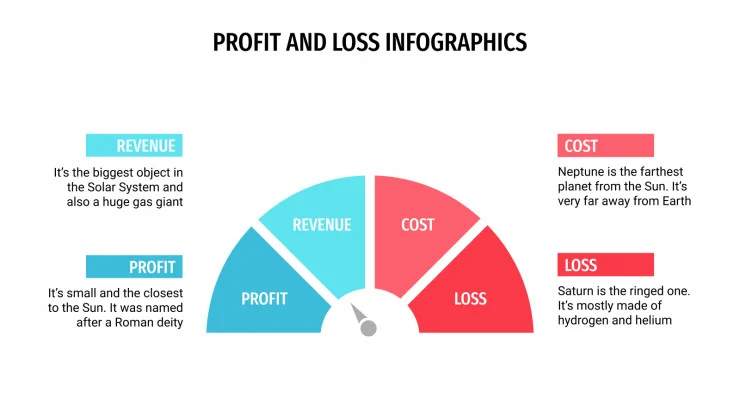 PROFIT AND LOSS INFOGRAPHICS
REVENUE
It's the biggest object in
the Solar System and
also a huge gas giant
PROFIT
It's small and the closest
to the Sun. It was named
after a Roman deity
REVENUE
COST
PROFIT
LOSS
COST
Neptune is the farthest
planet from the Sun. It's
very far away from Earth
LOSS
Saturn is the ringed one.
It's mostly made of
hydrogen and helium